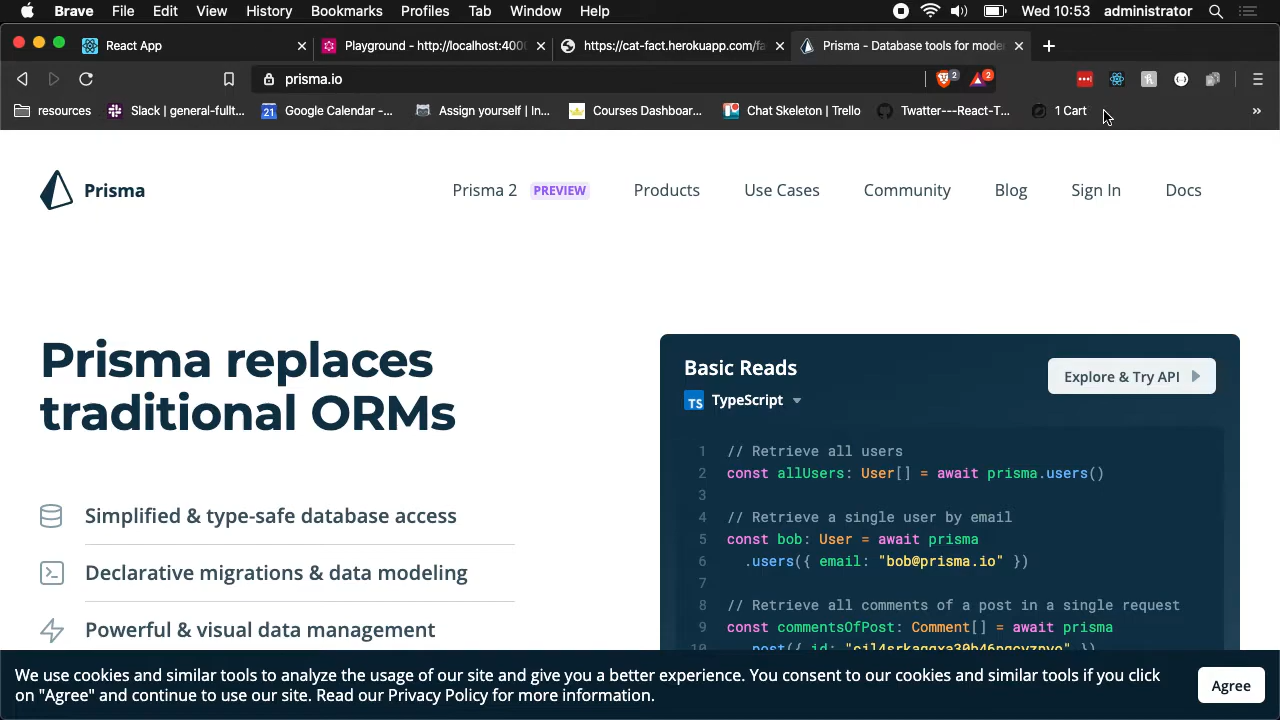 Brave File Edit View History Bookmarks Profiles Tab Window Help Wed 10:53 administrator
React App Playground - http://localhost:400 https://cat-fact.herokuapp.com/fa Prisma - Database tools for mode
prisma.io 2 2
resources Slack | general-fullt... 21 Google Calendar -... Assign yourself | In... Courses Dashboar... Chat Skeleton | Trello Twatter---React-T... 1 Cart »
Prisma Prisma 2 PREVIEW Products Use Cases Community Blog Sign In Docs
Prisma replaces
traditional ORMs
Simplified & type-safe database access
Declarative migrations & data modeling
Powerful & visual data management
Basic Reads
Explore & Try API
TS TypeScript
1 // Retrieve all users
2 const allUsers: User[] = await prisma.users()
3
4 // Retrieve a single user by email
5 const bob: User = await prisma
6 .users({ email: "bob@prisma.io" })
7
8 // Retrieve all comments of a post in a single request
9 const commentsOfPost: Comment[] = await prisma
10 .post({ id:
We use cookies and similar tools to analyze the usage of our site and give you a better experience. You consent to our cookies and similar tools if you click
on "Agree" and continue to use our site. Read our Privacy Policy for more information.
Agree